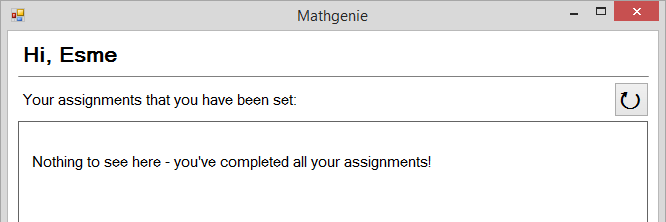 Mathgenie
Hi, Esme
Your assignments that you have been set:
Nothing to see here - you've completed all your assignments!